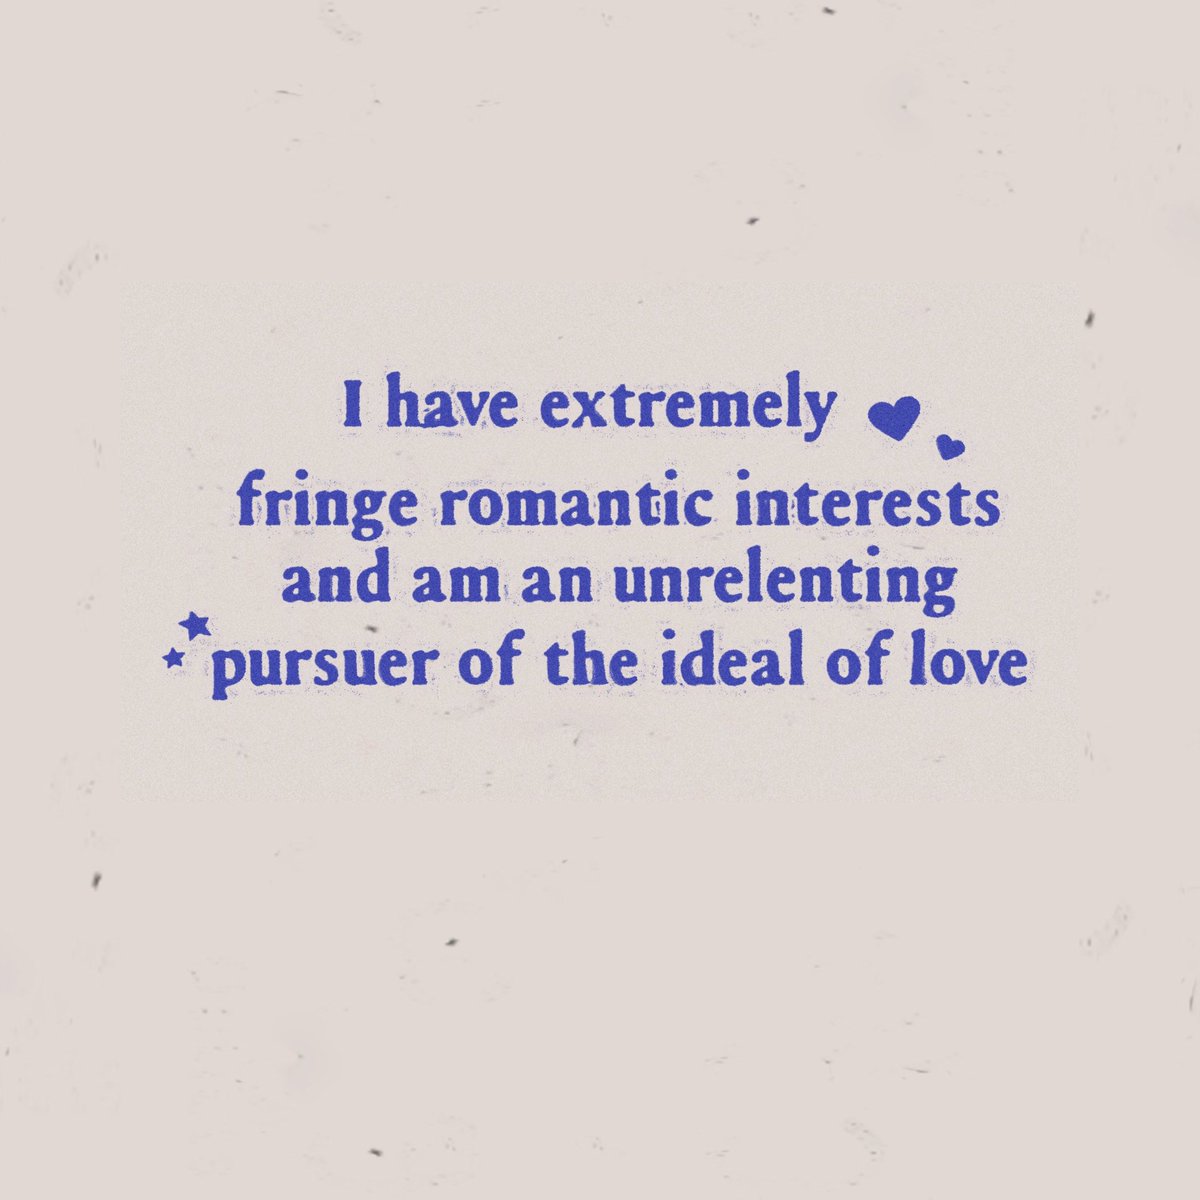 I have extremely
fringe romantic interests
and am an unrelenting
pursuer of the ideal of love